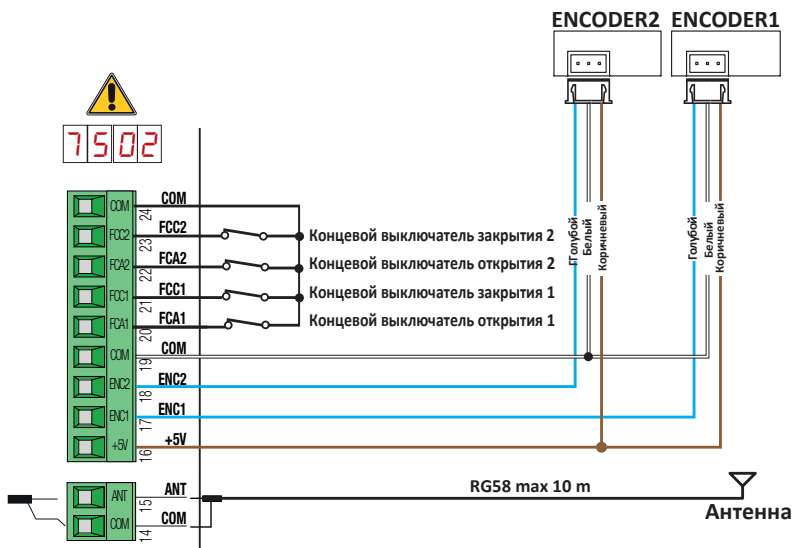 ENCODER2 ENCODER1
7502
COM 24 COM
FCC2 23 FCC2 Концевой выключатель закрытия 2
FCA2 22 FCA2 Концевой выключатель открытия 2
FCC1 21 FCC1 Концевой выключатель закрытия 1
FCA1 20 FCA1 Концевой выключатель открытия 1
COM 19 COM
ENC2 18 ENC2
ENC1 17 ENC1
+5V 16 +5V
ГГолубой
Белый
Коричневый
Голубой
Белый
Коричневый
ANT 15 ANT
COM 14 COM
RG58 max 10 m
Антенна